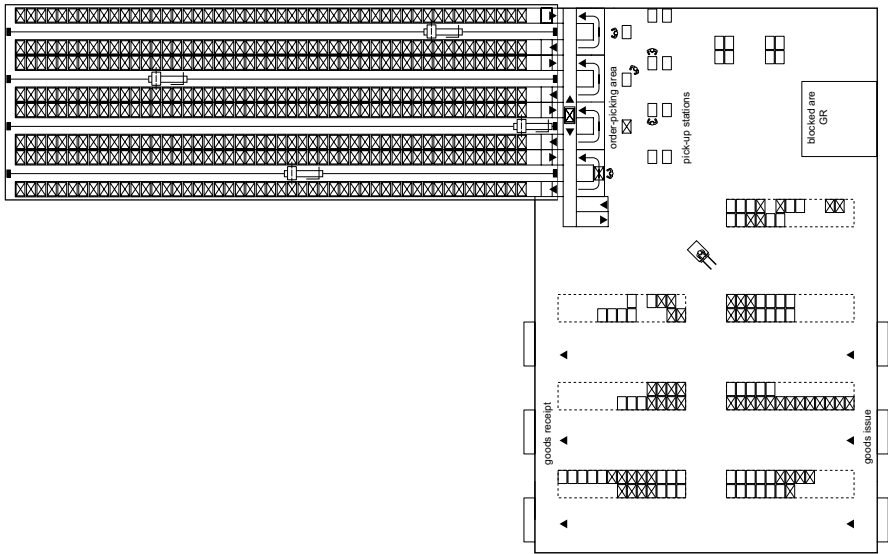 order-picking area
pick-up stations
blocked are
GR
goods receipt
goods issue